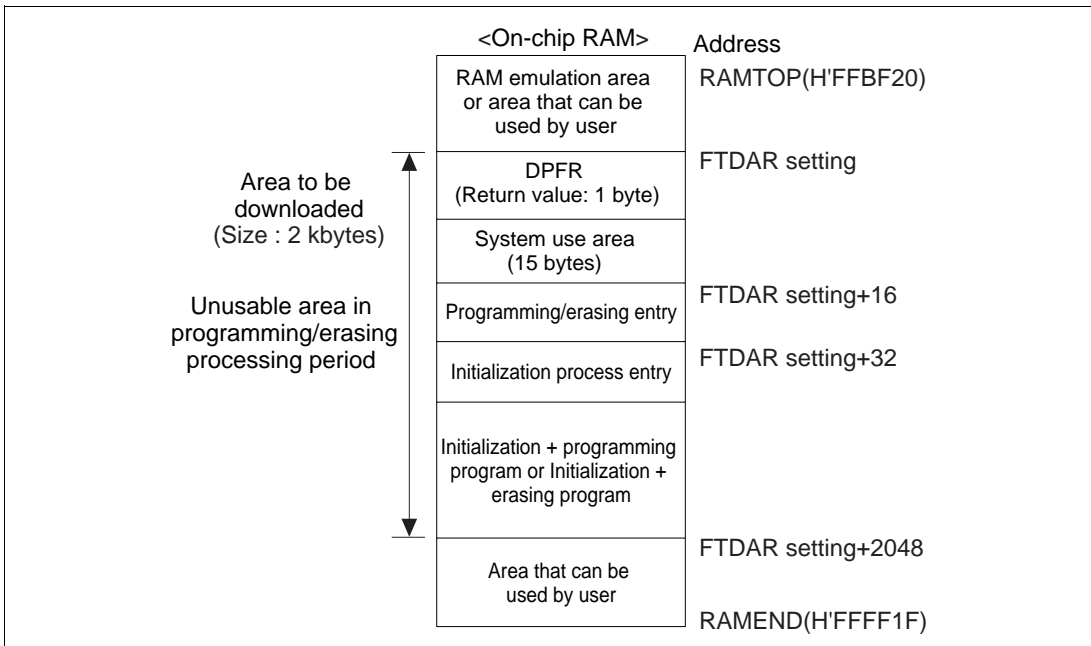 <On-chip RAM>
Address
RAM emulation area
or area that can be
used by user
RAMTOP(H'FFBF20)
FTDAR setting
DPFR
(Return value: 1 byte)
Area to be
downloaded
(Size : 2 kbytes)
System use area
(15 bytes)
FTDAR setting+16
Programming/erasing entry
Unusable area in
programming/erasing
processing period
FTDAR setting+32
Initialization process entry
Initialization + programming
program or Initialization +
erasing program
FTDAR setting+2048
Area that can be
used by user
RAMEND(H'FFFF1F)